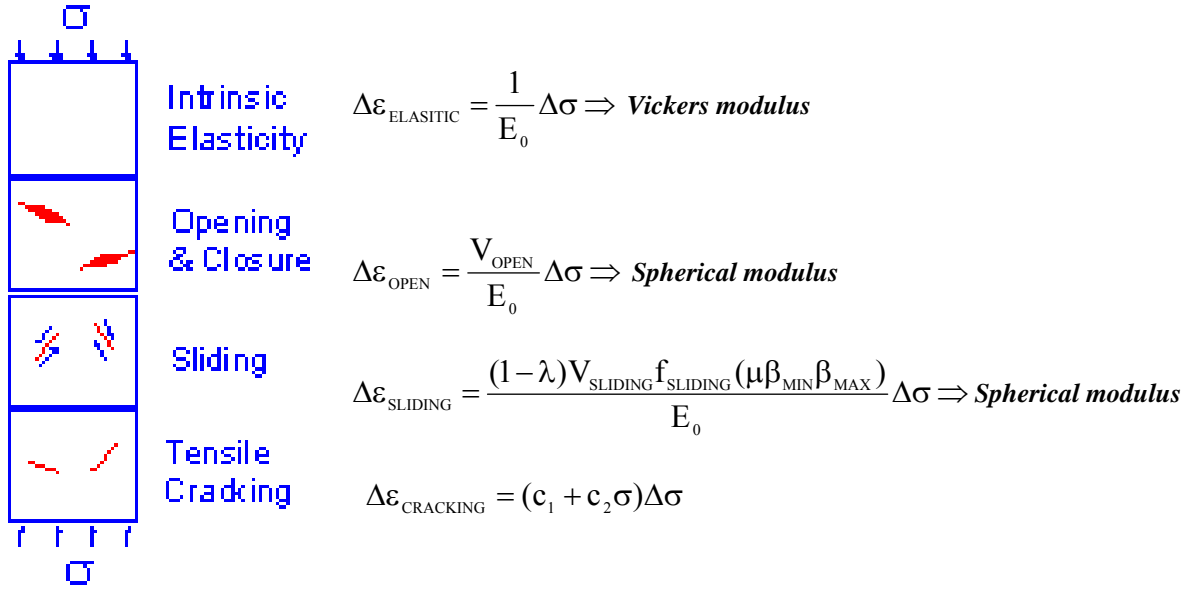 σ
Intrinsic
Elasticity
Δε_ELASITIC = 1/E_0 Δσ ⇒ Vickers modulus
Opening
& Closure
Δε_OPEN = V_OPEN/E_0 Δσ ⇒ Spherical modulus
Sliding
Δε_SLIDING = (1−λ)V_SLIDING f_SLIDING(μβ_MIN β_MAX)/E_0 Δσ ⇒ Spherical modulus
Tensile
Cracking
Δε_CRACKING = (c_1 + c_2 σ)Δσ
σ